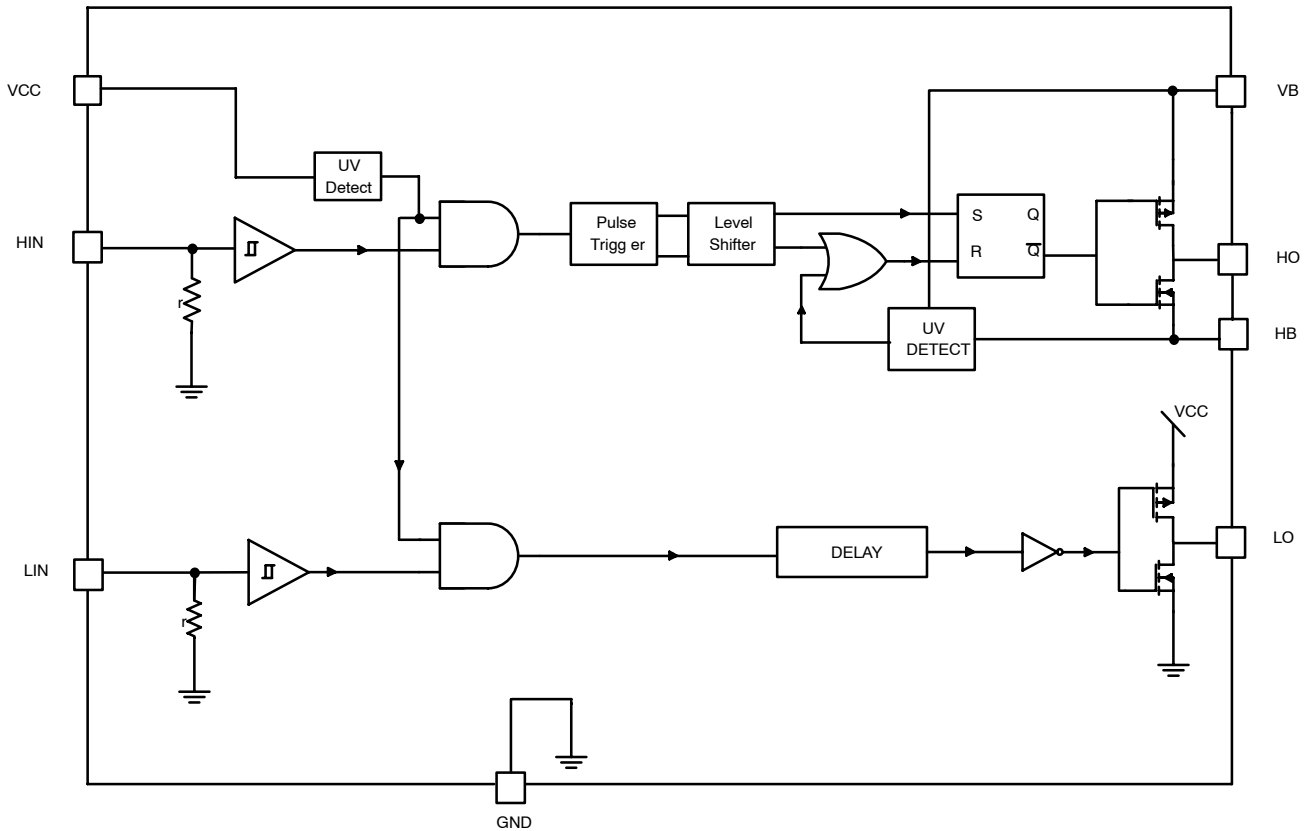 VCC
VB
UV
Detect
Pulse
Trigg er
Level
Shifter
S
Q
R
Q
HIN
r
HO
UV
DETECT
HB
VCC
LIN
r
DELAY
LO
GND